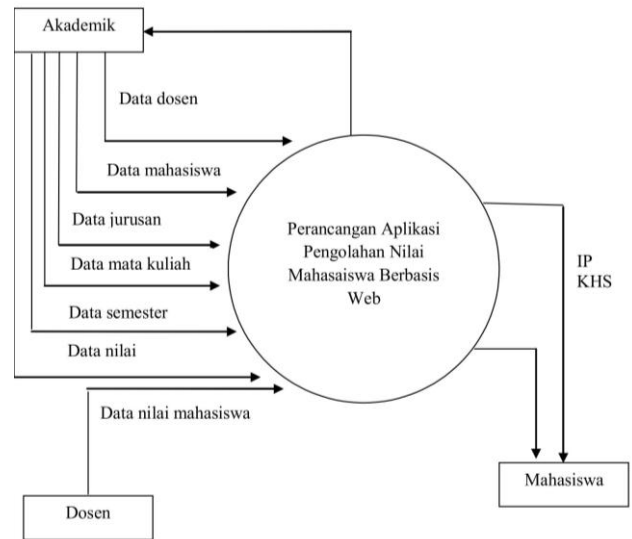 Akademik
Data dosen
Data mahasiswa
Data jurusan
Data mata kuliah
Data semester
Data nilai
Data nilai mahasiswa
Dosen
Perancangan Aplikasi
Pengolahan Nilai
Mahasaiswa Berbasis
Web
IP
KHS
Mahasiswa